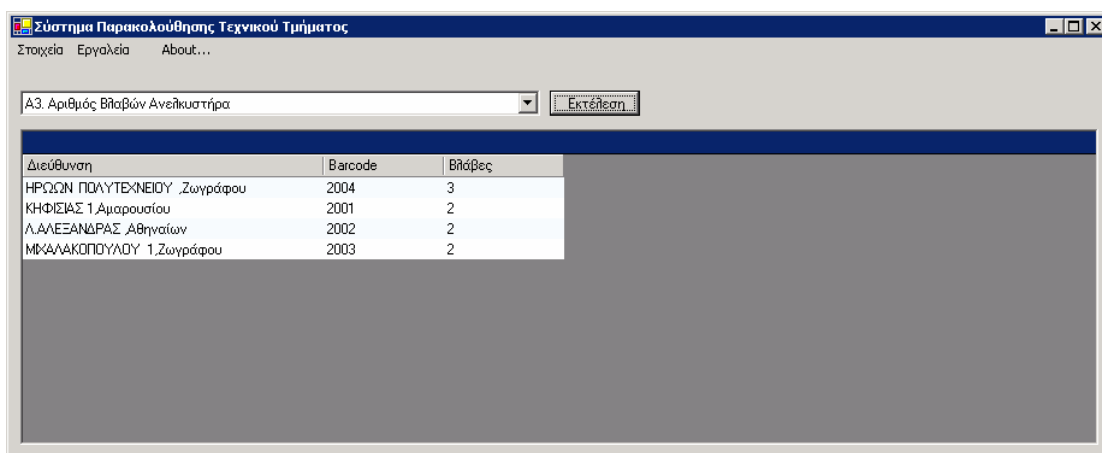 Σύστημα Παρακολούθησης Τεχνικού Τμήματος
Στοιχεία Εργαλεία About...
Α3. Αριθμός Βλαβών Ανελκυστήρα Εκτέλεση
Διεύθυνση Barcode Βλάβες
ΗΡΩΩΝ ΠΟΛΥΤΕΧΝΕΙΟΥ ,Ζωγράφου 2004 3
ΚΗΦΙΣΙΑΣ 1,Αμαρουσίου 2001 2
Λ.ΑΛΕΞΑΝΔΡΑΣ ,Αθηναίων 2002 2
ΜΙΧΑΛΑΚΟΠΟΥΛΟΥ 1,Ζωγράφου 2003 2